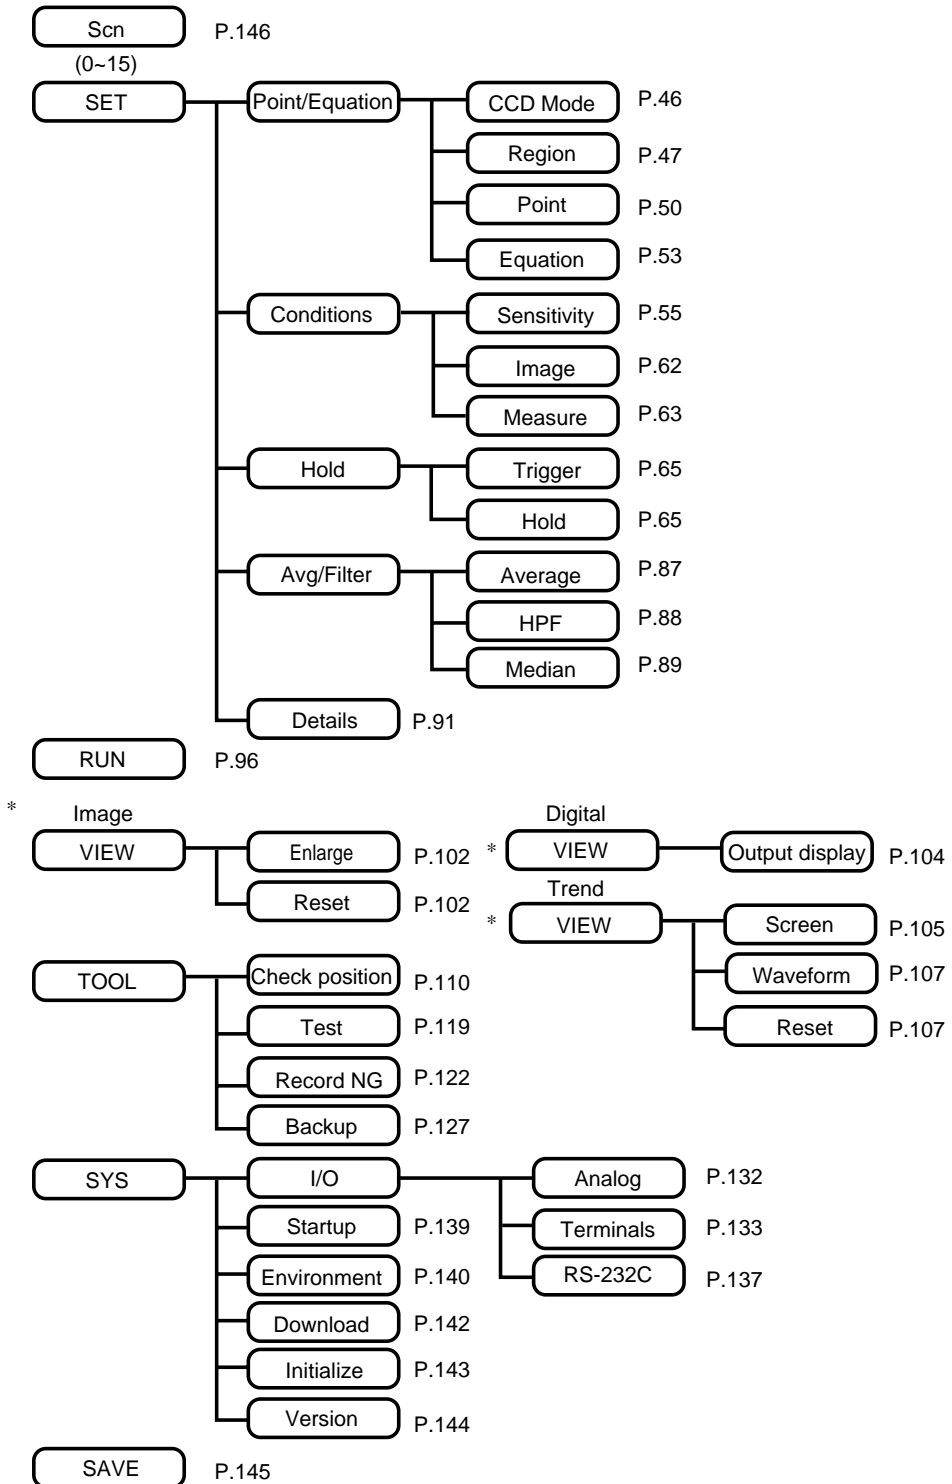 Scn P.146
(0~15)
SET Point/Equation CCD Mode P.46
Region P.47
Point P.50
Equation P.53
Conditions Sensitivity P.55
Image P.62
Measure P.63
Hold Trigger P.65
Hold P.65
Avg/Filter Average P.87
HPF P.88
Median P.89
Details P.91
RUN P.96
* Image
VIEW Enlarge P.102
Reset P.102
Digital
* VIEW Output display P.104
Trend
* VIEW Screen P.105
Waveform P.107
Reset P.107
TOOL Check position P.110
Test P.119
Record NG P.122
Backup P.127
SYS I/O Analog P.132
Terminals P.133
RS-232C P.137
Startup P.139
Environment P.140
Download P.142
Initialize P.143
Version P.144
SAVE P.145